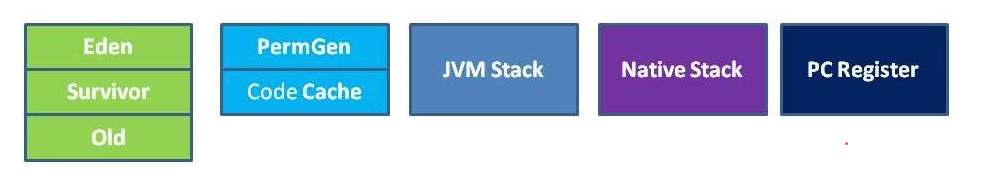 Eden
Survivor
Old
PermGen
Code Cache
JVM Stack
Native Stack
PC Register